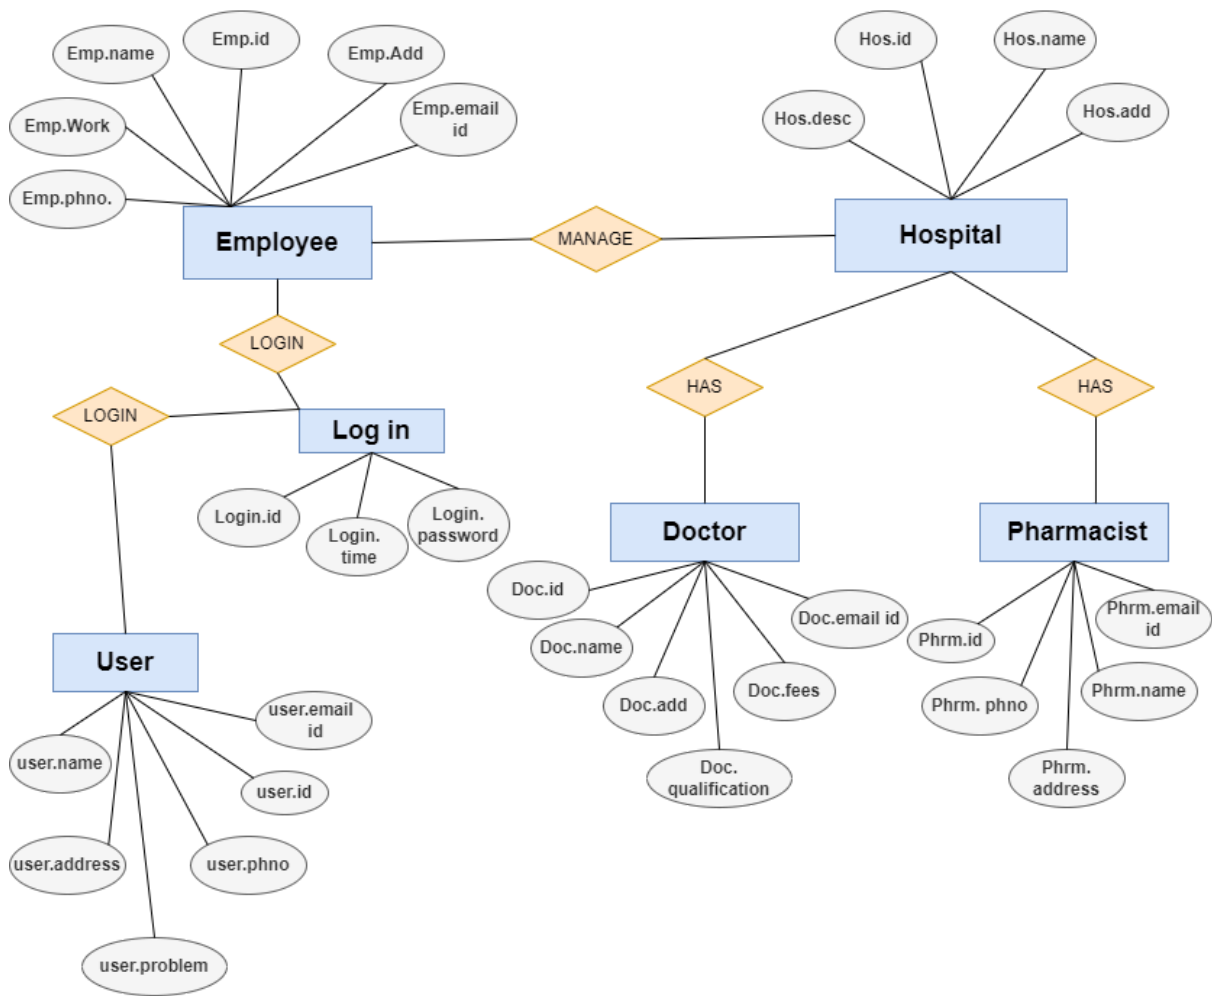 Emp.name
Emp.id
Emp.Add
Emp.email
id
Emp.Work
Emp.phno.
Hos.id
Hos.name
Hos.desc
Hos.add
Employee
MANAGE
Hospital
LOGIN
LOGIN
Log in
HAS
HAS
Login.id
Login.
time
Login.
password
Doctor
Pharmacist
Doc.id
Doc.name
Doc.add
Doc.
qualification
Doc.fees
Doc.email id
Phrm.id
Phrm. phno
Phrm.
address
Phrm.name
Phrm.email
id
User
user.name
user.address
user.problem
user.phno
user.id
user.email
id